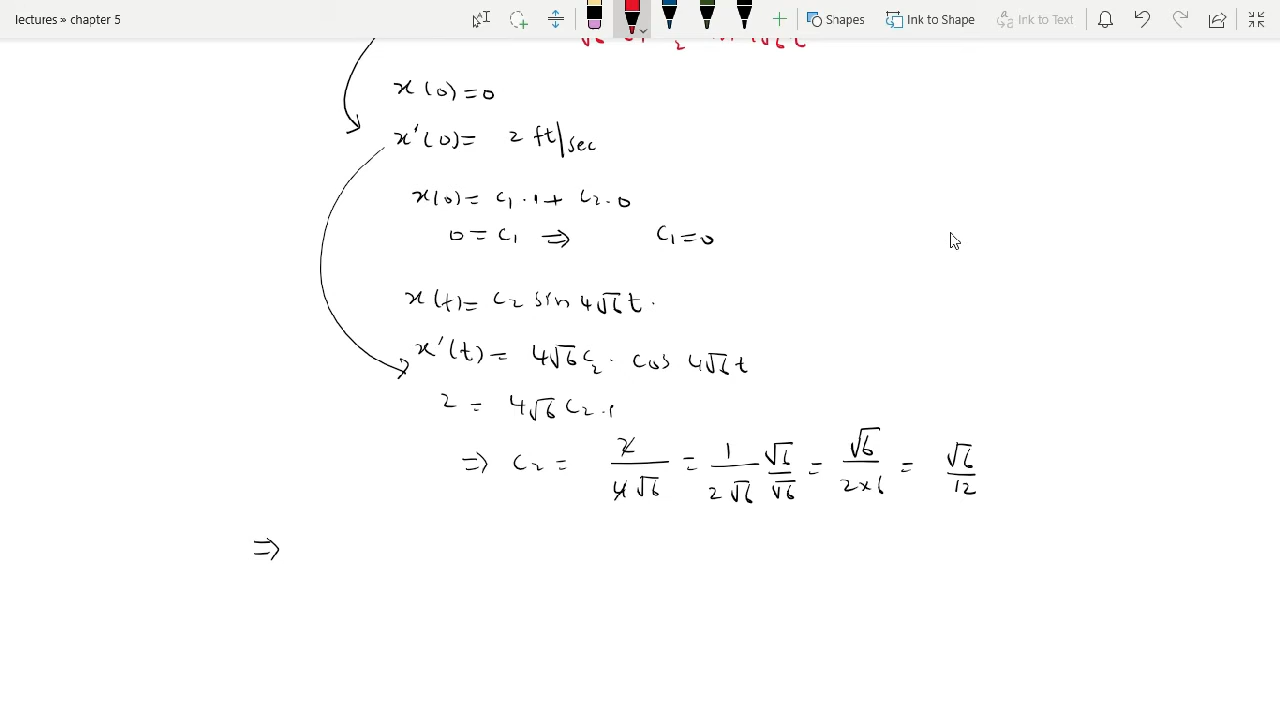 lectures » chapter 5
Shapes
Ink to Shape
Ink to Text
x(0)=0
x'(0)= 2 ft/sec
x(0)= c₁·1+ c₂·0
0 = c₁ ⇒ c₁=0
x(t)= c₂ sin 4√6 t.
x'(t)= 4√6 c₂· cos 4√6 t
2 = 4√6 c₂·1
⇒ c₂ = 2/4√6 = 1/2√6 √6/√6 = √6/2×6 = √6/12
⇒